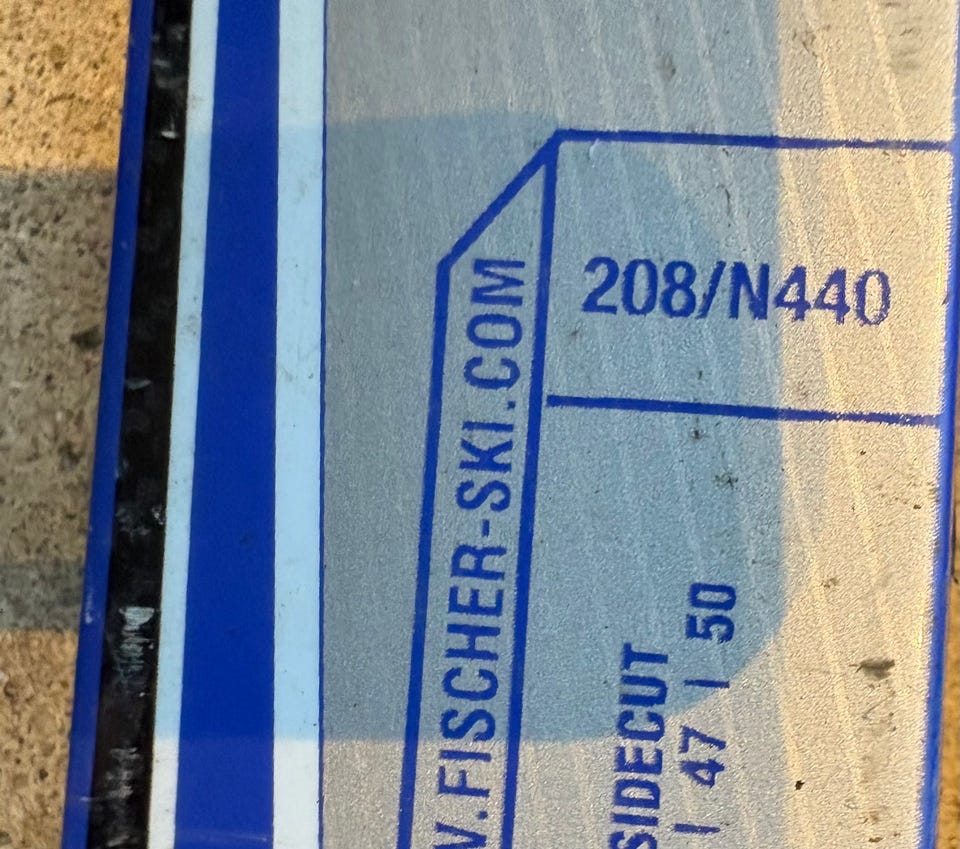 208/N440
V.FISCHER-SKI.COM
SIDECUT
| 47 | 50